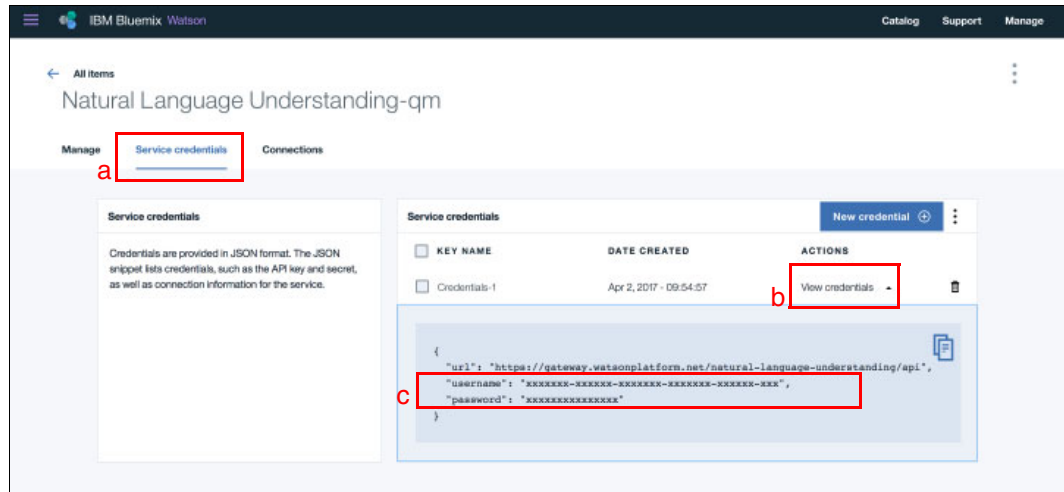 IBM Bluemix Watson Catalog Support Manage
← All items
Natural Language Understanding-qm
Manage Service credentials Connections
a
Service credentials
Credentials are provided in JSON format. The JSON
snippet lists credentials, such as the API key and secret,
as well as connection information for the service.
Service credentials New credential
KEY NAME DATE CREATED ACTIONS
Credentials-1 Apr 2, 2017 - 09:54:57 View credentials
b
{
"url": "https://gateway.watsonplatform.net/natural-language-understanding/api",
"username": "xxxxxxx-xxxxxx-xxxxxxx-xxxxxxx-xxxxxx-xxx",
"password": "xxxxxxxxxxxxxxx"
}
c